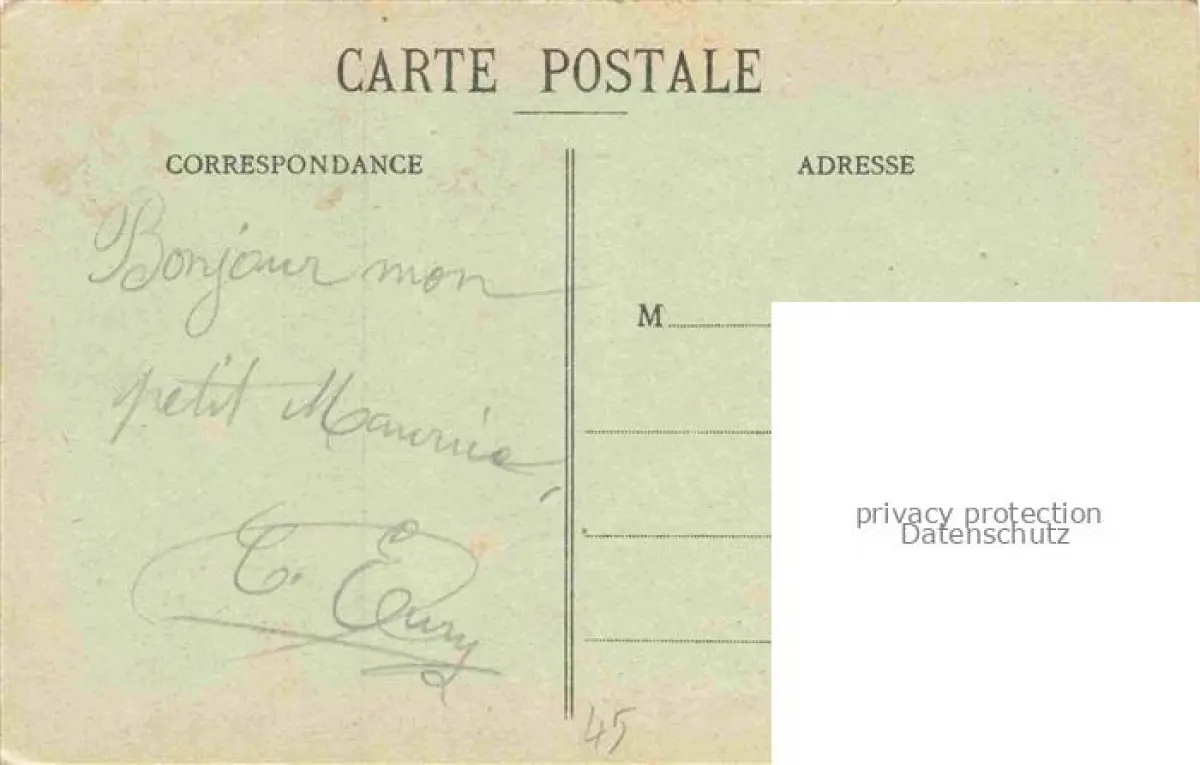 CARTE POSTALE
CORRESPONDANCE
ADRESSE
Bonjour mon
petit Maurice,
M
privacy protection
Datenschutz
45